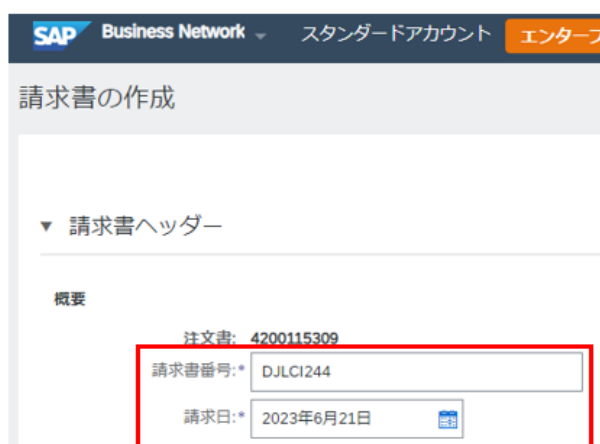 SAP Business Network スタンダードアカウント エンタープ
請求書の作成
▼ 請求書ヘッダー
概要
注文書: 4200115309
請求書番号:* DJLCI244
請求日:* 2023年6月21日